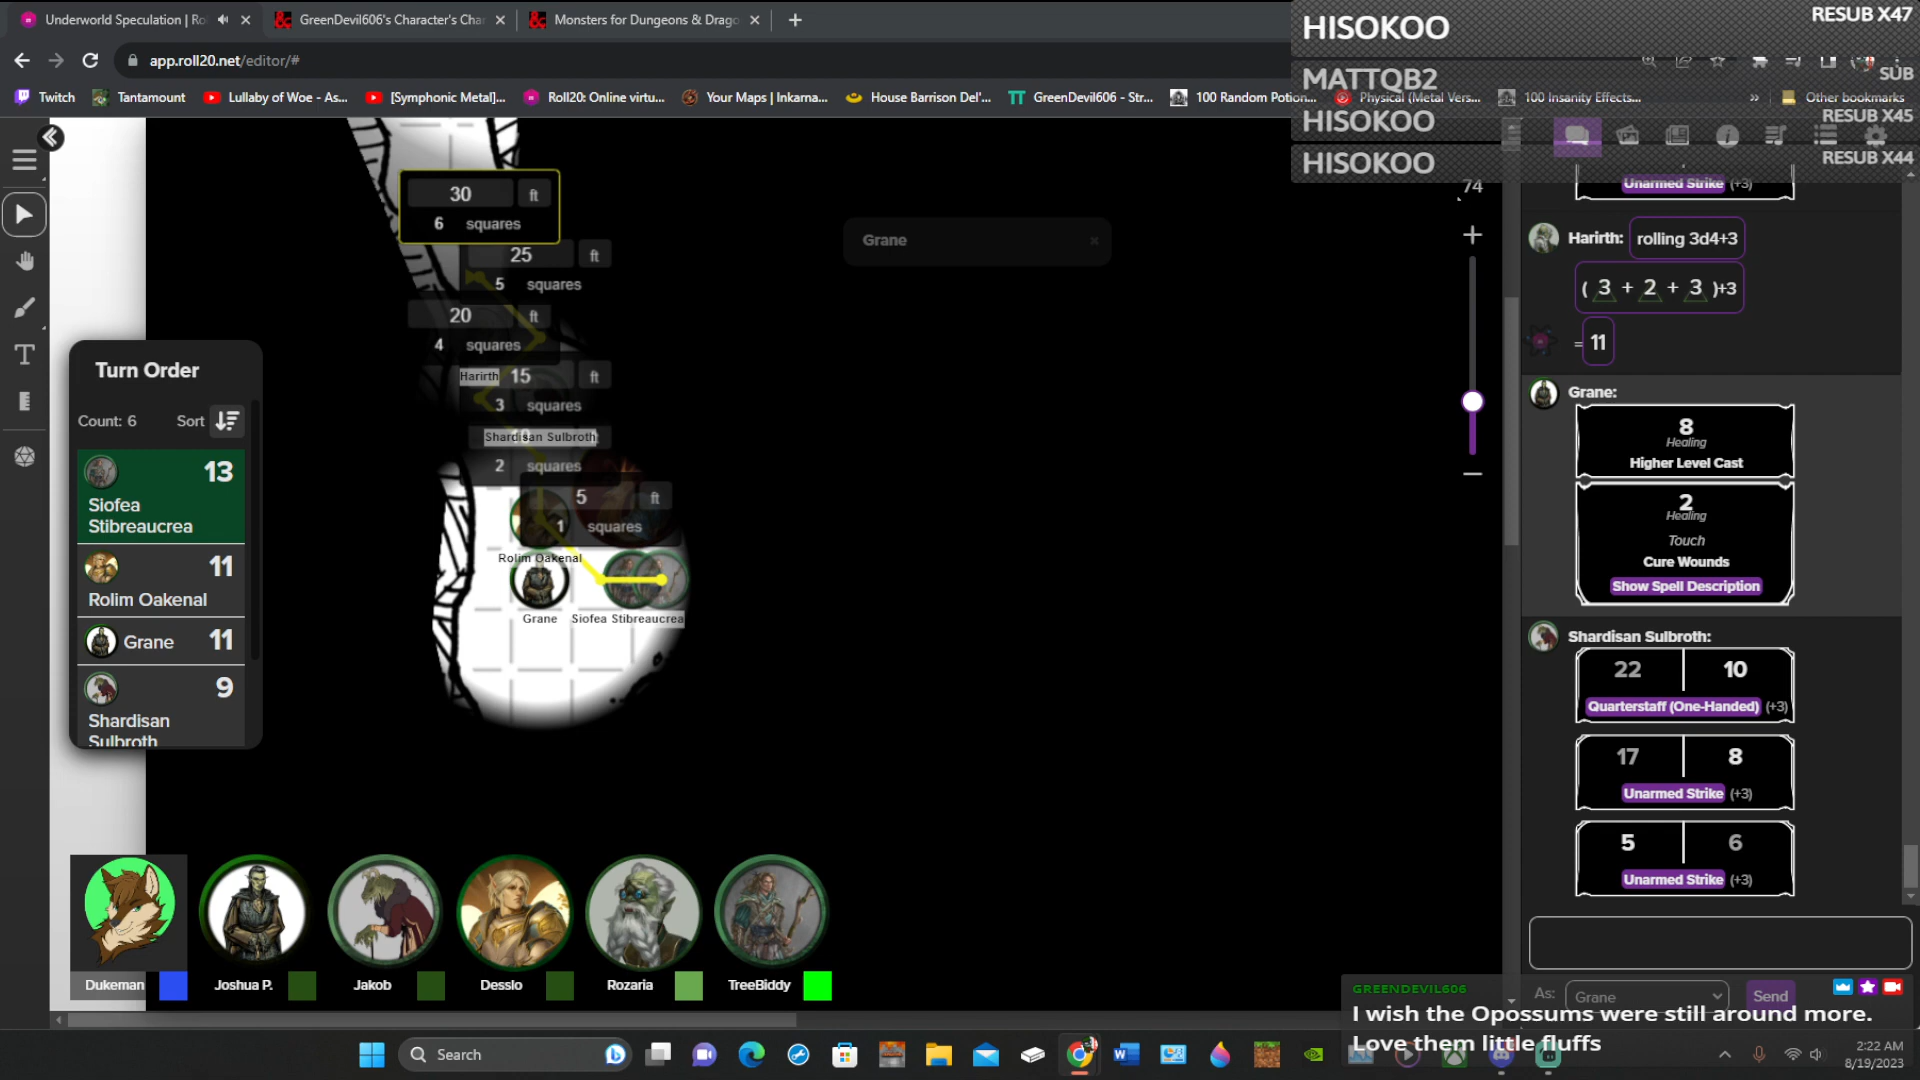 Underworld Speculation | Ro
GreenDevil606's Character's Char
Monsters for Dungeons & Drago
HISOKOO
RESUB X47
app.roll20.net/editor/#
MATTQB2
SUB
Twitch
Tantamount
Lullaby of Woe - As...
[Symphonic Metal]...
Roll20: Online virtu...
Your Maps | Inkarna...
House Barrison Del'...
GreenDevil606 - Str...
100 Random Potion...
Physical (Metal Vers...
100 Insanity Effects...
Other bookmarks
HISOKOO
RESUB X45
HISOKOO
RESUB X44
74
30 ft
6 squares
25 ft
5 squares
20 ft
4 squares
Harirth 15 ft
3 squares
Shardisan Sulbroth
2 squares
5 ft
1 squares
Rolim Oakenal
Grane
Siofea Stibreaucrea
Grane
Turn Order
Count: 6 Sort
13
Siofea
Stibreaucrea
11
Rolim Oakenal
Grane 11
9
Shardisan
Sulbroth
Dukeman
Joshua P.
Jakob
Desslo
Rozaria
TreeBiddy
Unarmed Strike (+3)
Harirth: rolling 3d4+3
( 3 + 2 + 3 )+3
= 11
Grane:
8
Healing
Higher Level Cast
2
Healing
Touch
Cure Wounds
Show Spell Description
Shardisan Sulbroth:
22 10
Quarterstaff (One-Handed) (+3)
17 8
Unarmed Strike (+3)
5 6
Unarmed Strike (+3)
As: Grane Send
GREENDEVIL606
I wish the Opossums were still around more.
Love them little fluffs
Search
2:22 AM
8/19/2023